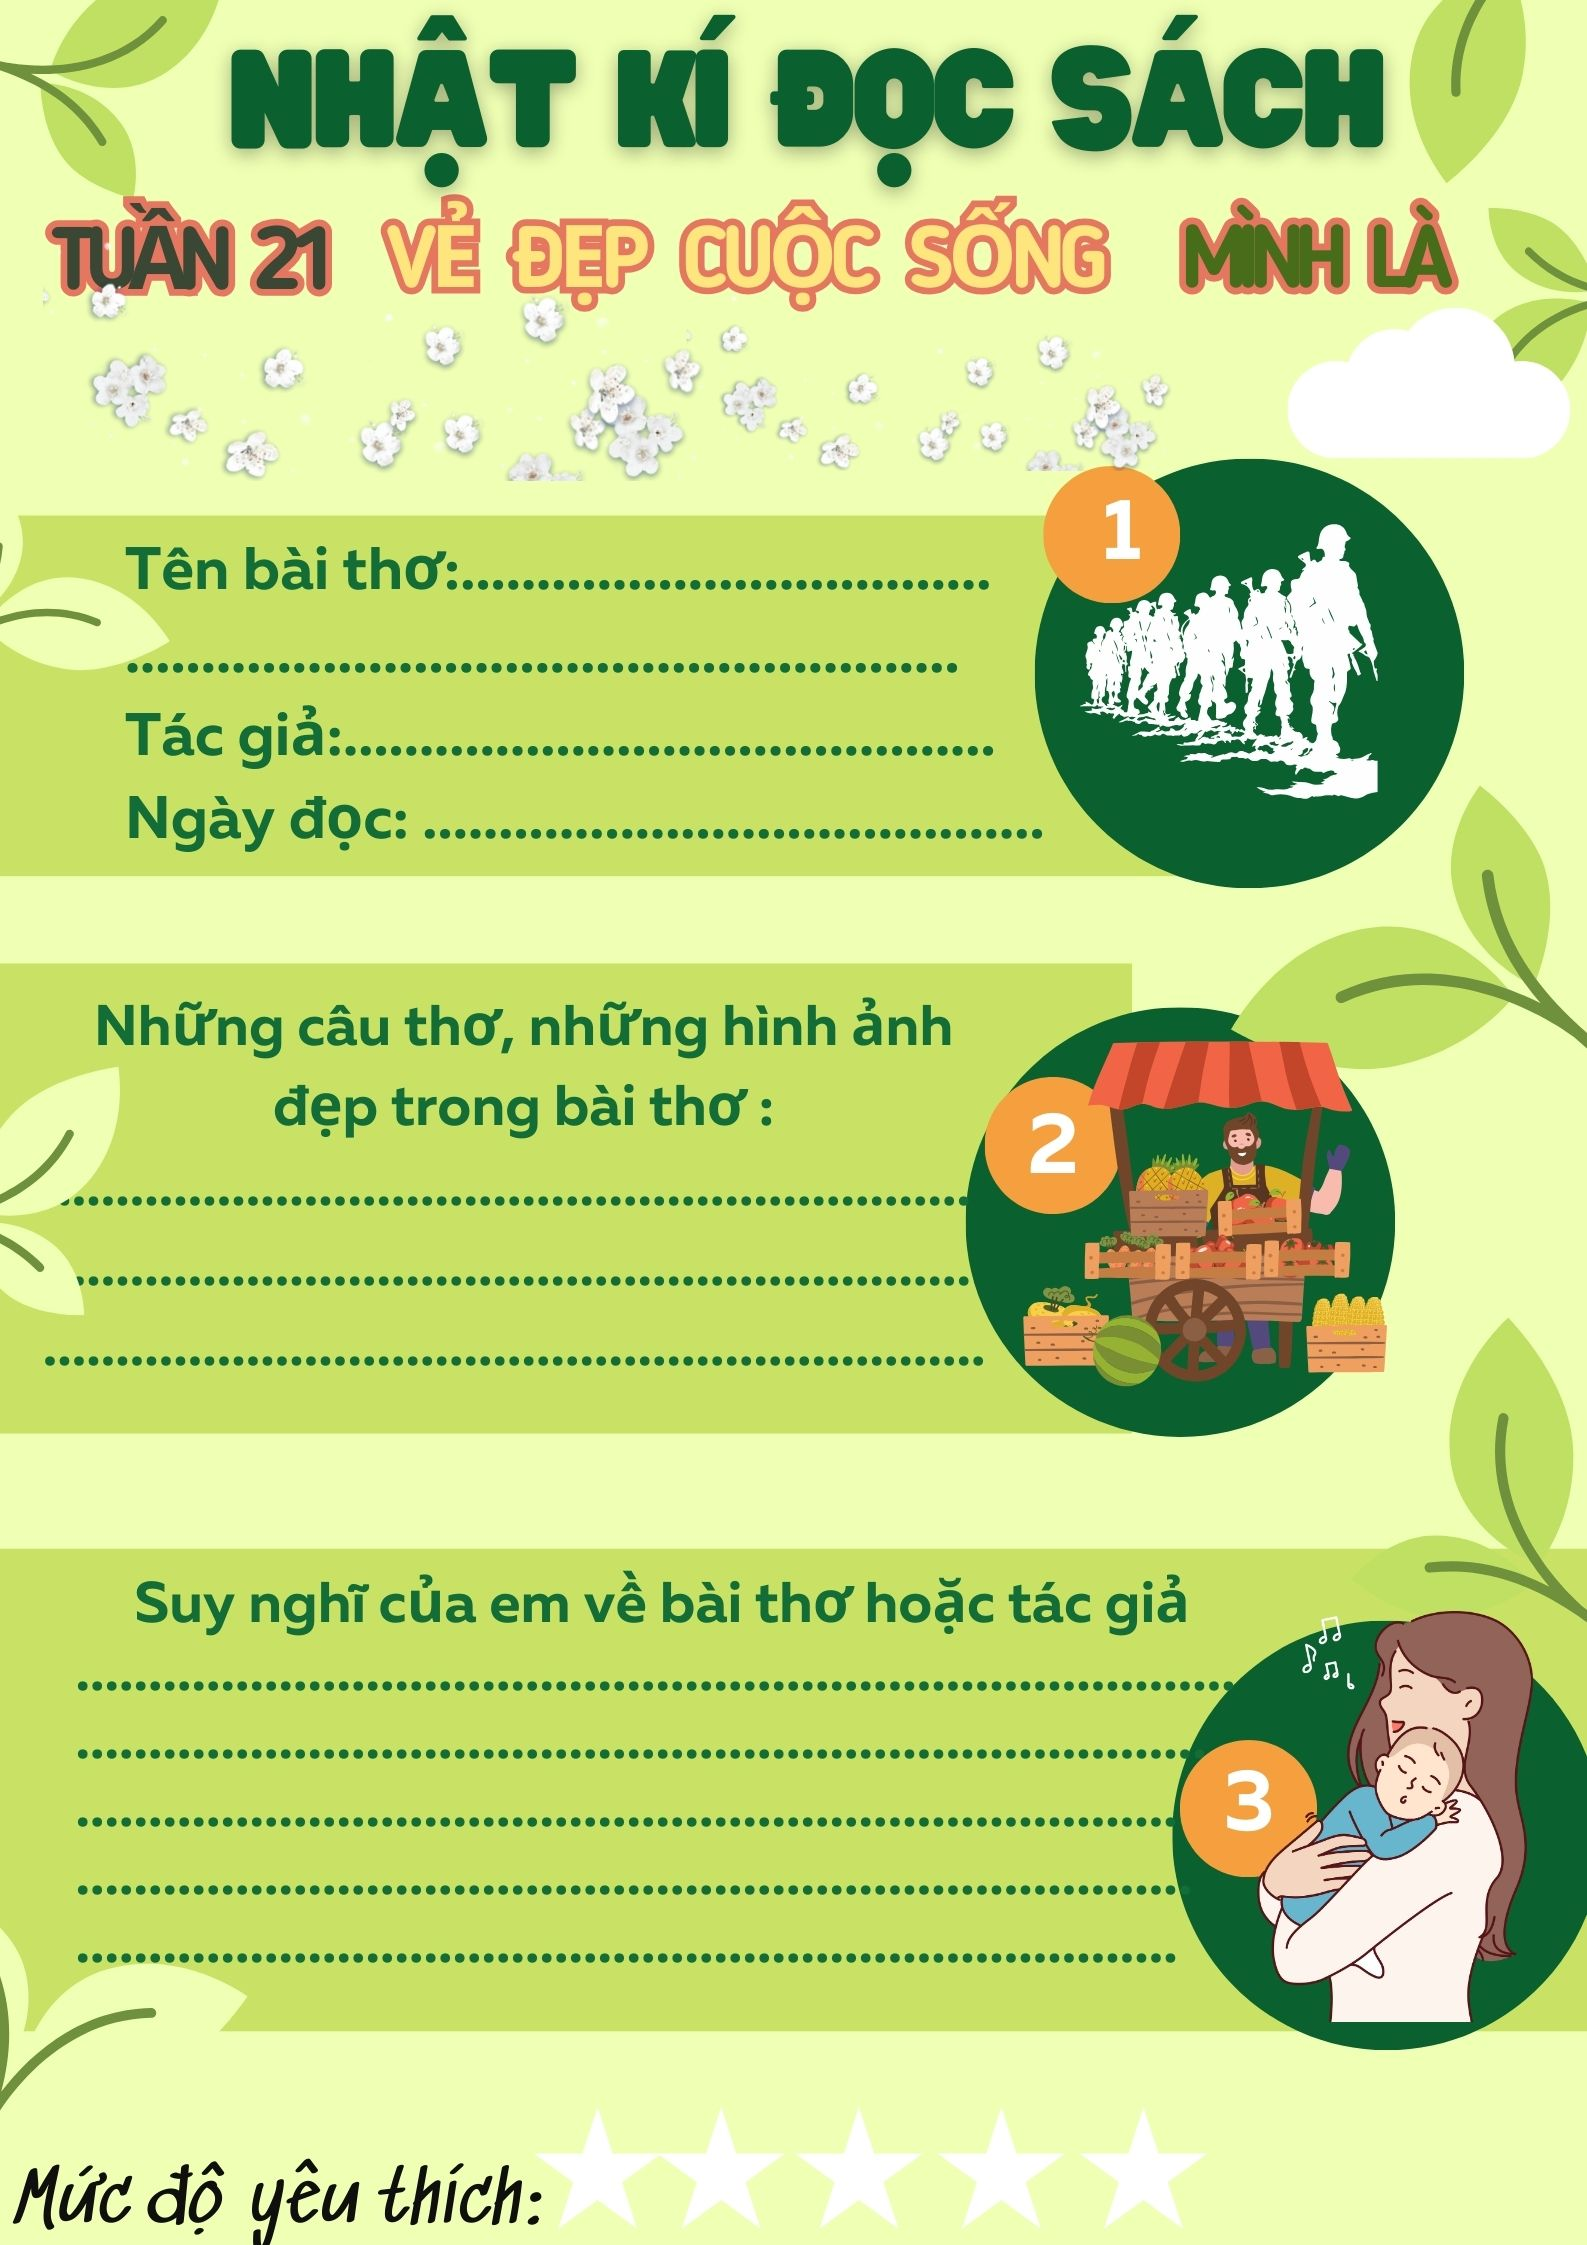 NHẬT KÍ ĐỌC SÁCH
TUẦN 21 VẺ ĐẸP CUỘC SỐNG MÌNH LÀ
1
Tên bài thơ:...................................
.......................................................
Tác giả:...........................................
Ngày đọc: .........................................
2
Những câu thơ, những hình ảnh
đẹp trong bài thơ :
..............................................................
.............................................................
...............................................................
Suy nghĩ của em về bài thơ hoặc tác giả
................................................................................
.............................................................................
............................................................................
.............................................................................
............................................................................
3
Mức độ yêu thích: